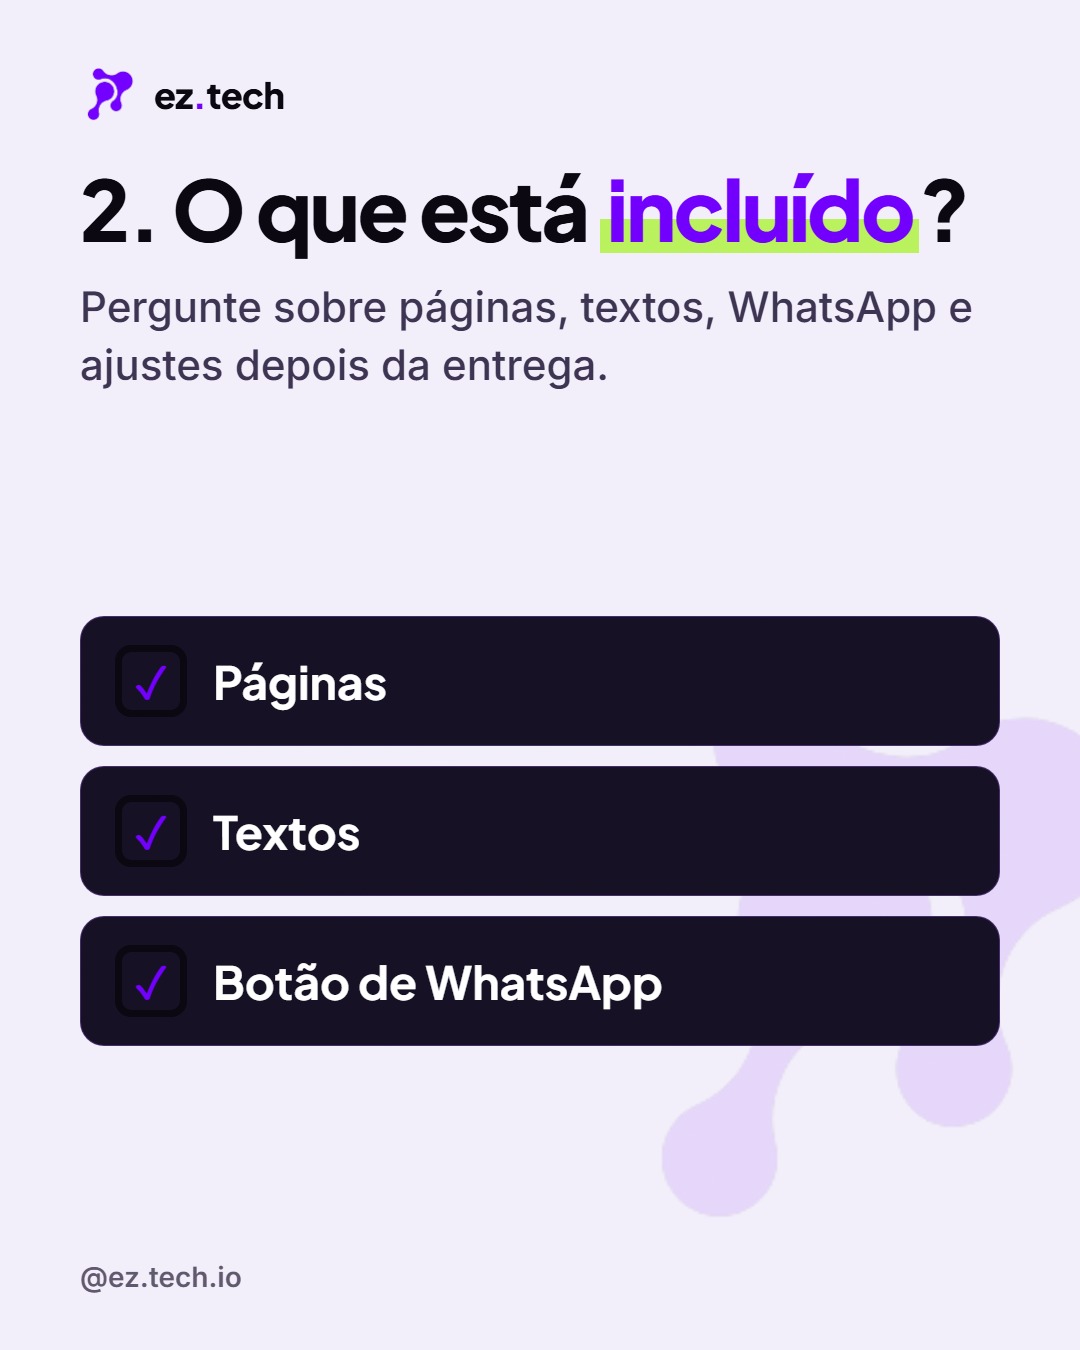 ez.tech
2. O que está incluído?
Pergunte sobre páginas, textos, WhatsApp e
ajustes depois da entrega.
✓ Páginas
✓ Textos
✓ Botão de WhatsApp
@ez.tech.io